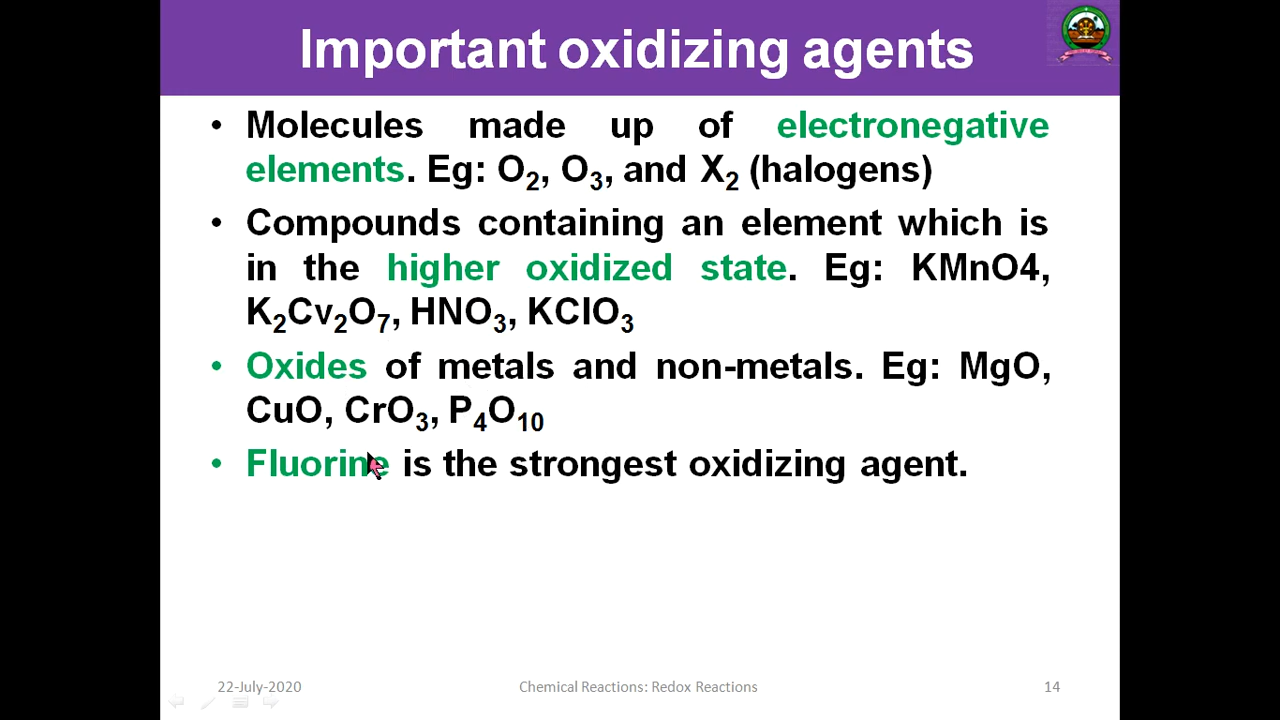 Important oxidizing agents
• Molecules made up of electronegative
elements. Eg: O₂, O₃, and X₂ (halogens)
• Compounds containing an element which is
in the higher oxidized state. Eg: KMnO4,
K₂Cv₂O₇, HNO₃, KClO₃
• Oxides of metals and non-metals. Eg: MgO,
CuO, CrO₃, P₄O₁₀
• Fluorine is the strongest oxidizing agent.
22-July-2020 Chemical Reactions: Redox Reactions 14